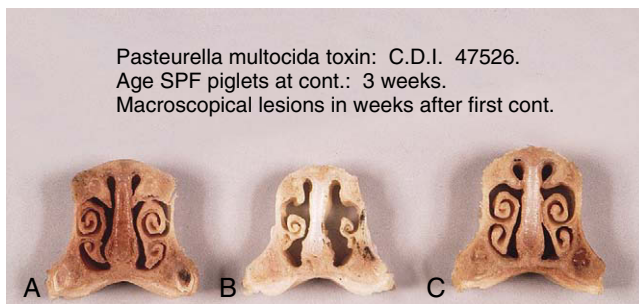 Pasteurella multocida toxin: C.D.I. 47526.
Age SPF piglets at cont.: 3 weeks.
Macroscopical lesions in weeks after first cont.
A B C